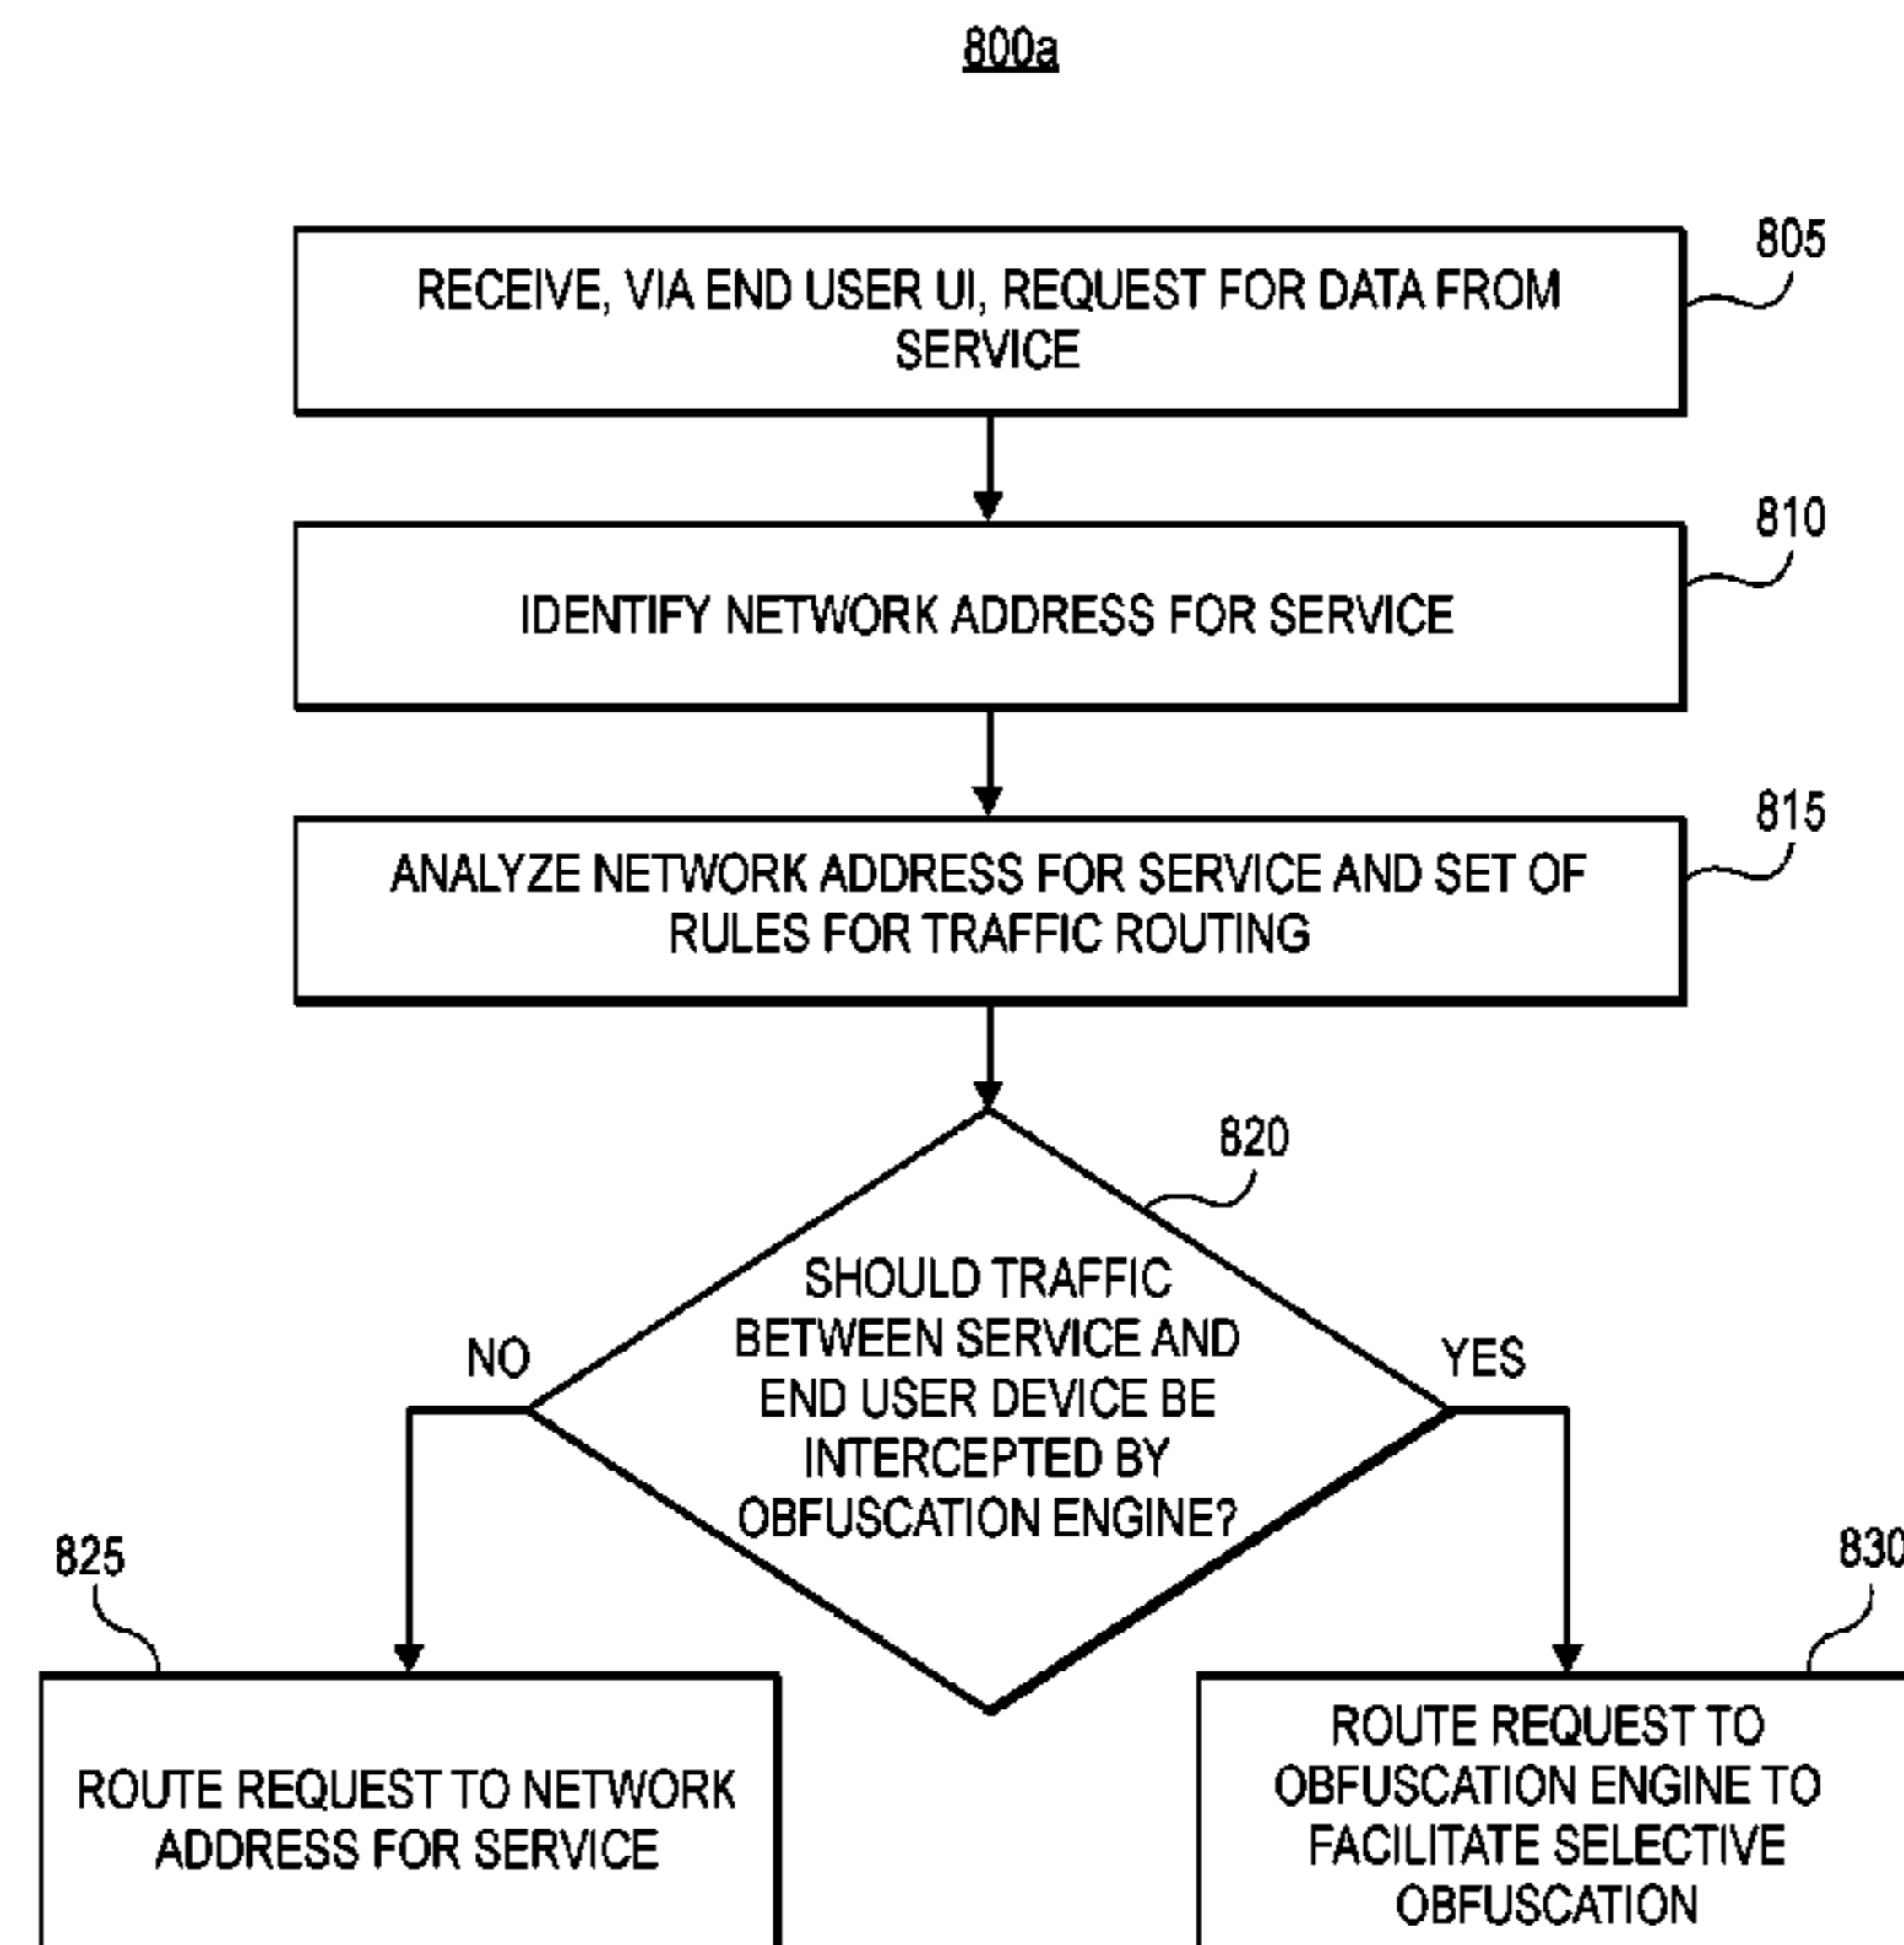 800a
805
RECEIVE, VIA END USER UI, REQUEST FOR DATA FROM
SERVICE
810
IDENTIFY NETWORK ADDRESS FOR SERVICE
815
ANALYZE NETWORK ADDRESS FOR SERVICE AND SET OF
RULES FOR TRAFFIC ROUTING
820
SHOULD TRAFFIC
BETWEEN SERVICE AND
END USER DEVICE BE
INTERCEPTED BY
OBFUSCATION ENGINE?
NO
YES
825
ROUTE REQUEST TO NETWORK
ADDRESS FOR SERVICE
830
ROUTE REQUEST TO
OBFUSCATION ENGINE TO
FACILITATE SELECTIVE
OBFUSCATION